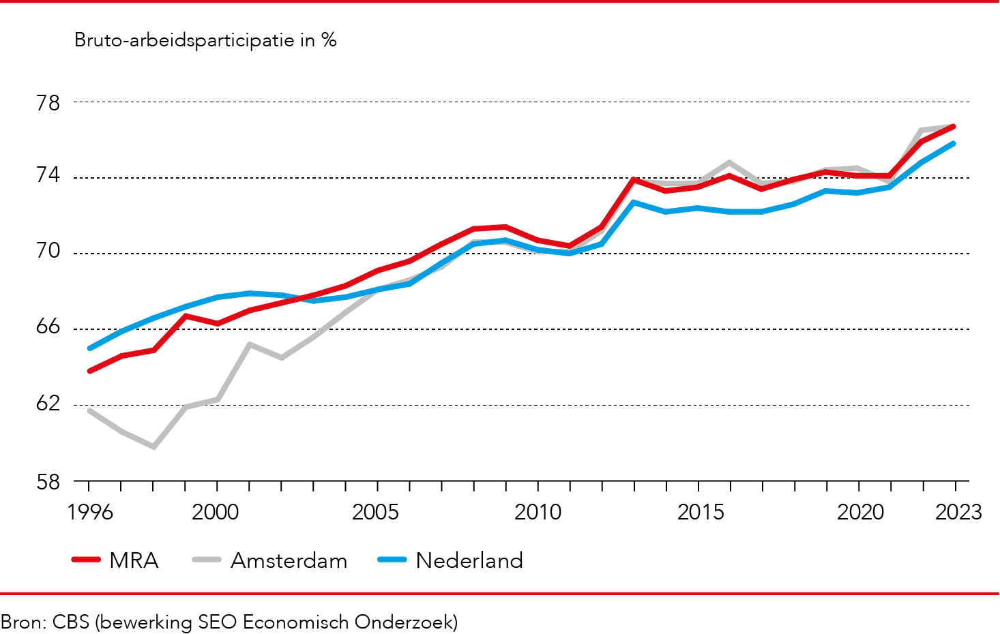 Bruto-arbeidsparticipatie in %
78
74
70
66
62
58
1996 2000 2005 2010 2015 2020 2023
MRA Amsterdam Nederland
Bron: CBS (bewerking SEO Economisch Onderzoek)